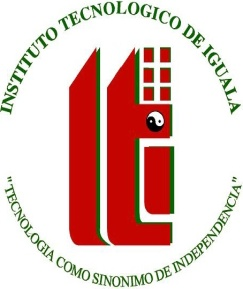 INSTITUTO TECNOLOGICO DE IGUALA
"TECNOLOGIA COMO SINONIMO DE INDEPENDENCIA"